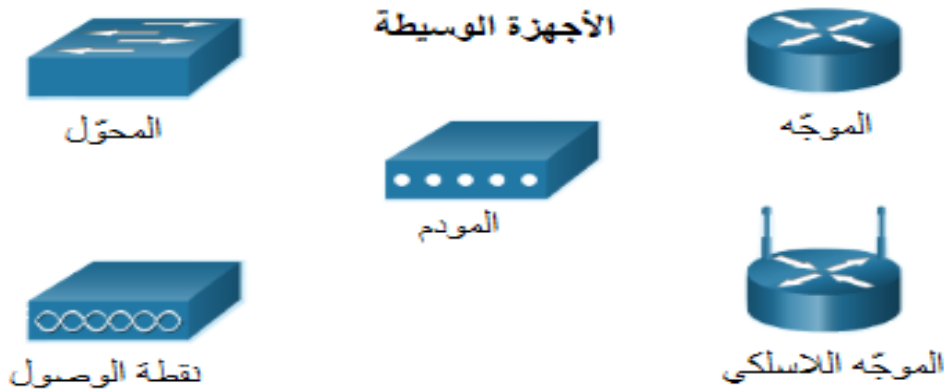 الأجهزة الوسيطة
الموجّه
المحوّل
المودم
الموجّه اللاسلكي
نقطة الوصول